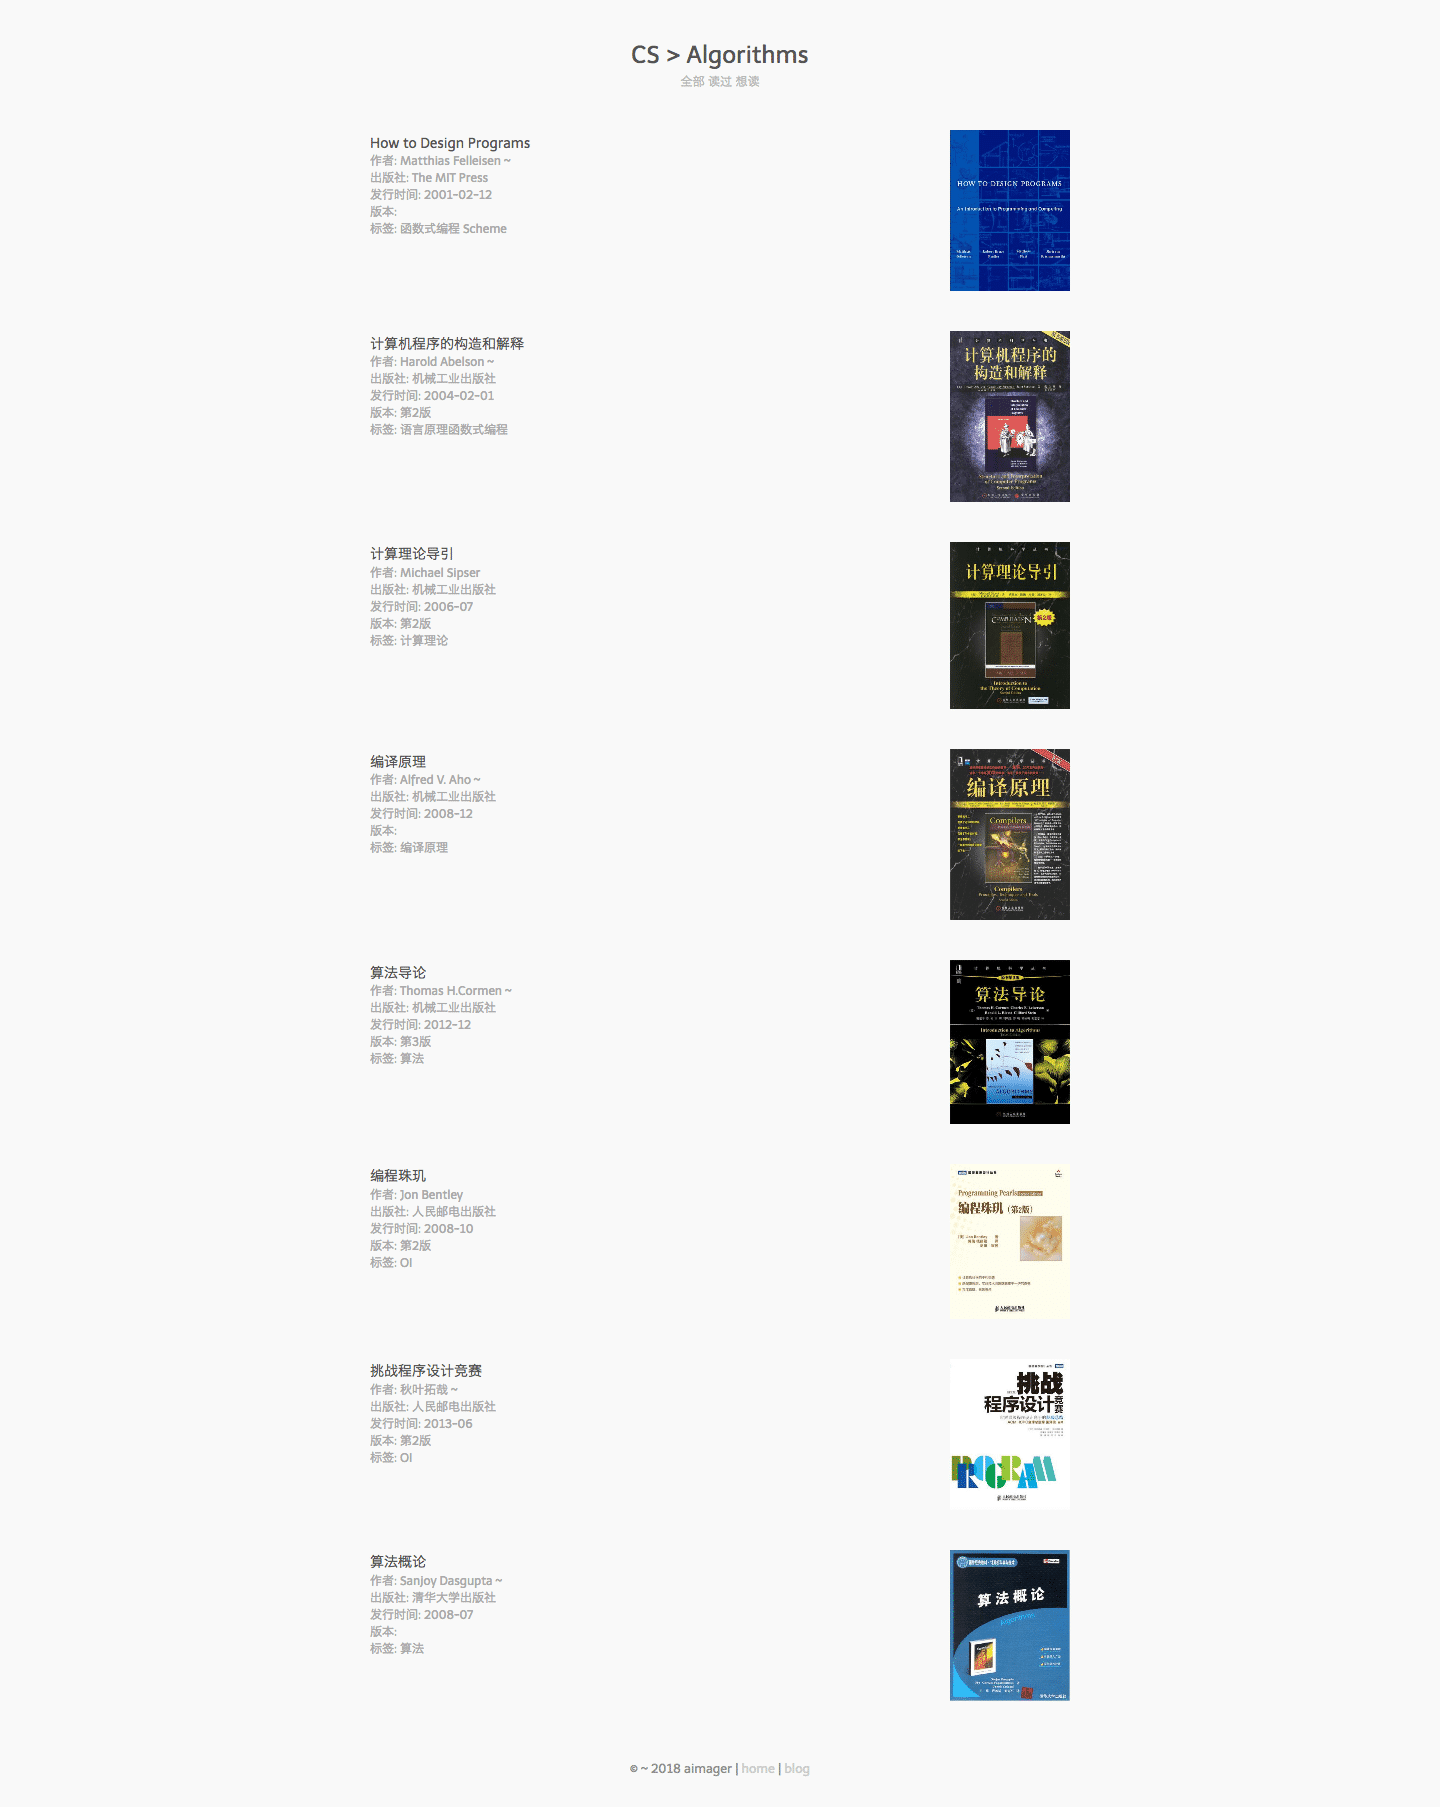 CS > Algorithms
全部 读过 想读
How to Design Programs
作者: Matthias Felleisen ~
出版社: The MIT Press
发行时间: 2001-02-12
版本:
标签: 函数式编程 Scheme
HOW TO DESIGN PROGRAMS
An Introduction to Programming and Computing
计算机程序的构造和解释
作者: Harold Abelson ~
出版社: 机械工业出版社
发行时间: 2004-02-01
版本: 第2版
标签: 语言原理函数式编程
计算机程序的
构造和解释
计算理论导引
作者: Michael Sipser
出版社: 机械工业出版社
发行时间: 2006-07
版本: 第2版
标签: 计算理论
计算理论导引
第2版
Introduction to
the Theory of Computation
编译原理
作者: Alfred V. Aho ~
出版社: 机械工业出版社
发行时间: 2008-12
版本:
标签: 编译原理
编译原理
Compilers
Compilers
算法导论
作者: Thomas H.Cormen ~
出版社: 机械工业出版社
发行时间: 2012-12
版本: 第3版
标签: 算法
算法导论
Introduction to Algorithms
ALGORITHMS
编程珠玑
作者: Jon Bentley
出版社: 人民邮电出版社
发行时间: 2008-10
版本: 第2版
标签: OI
Programming Pearls
编程珠玑 (第2版)
Jon Bentley
挑战程序设计竞赛
作者: 秋叶拓哉 ~
出版社: 人民邮电出版社
发行时间: 2013-06
版本: 第2版
标签: OI
挑战
程序设计竞赛
PROGRAM
算法概论
作者: Sanjoy Dasgupta ~
出版社: 清华大学出版社
发行时间: 2008-07
版本:
标签: 算法
算法概论
Algorithms
清华大学出版社
© ~ 2018 aimager | home | blog